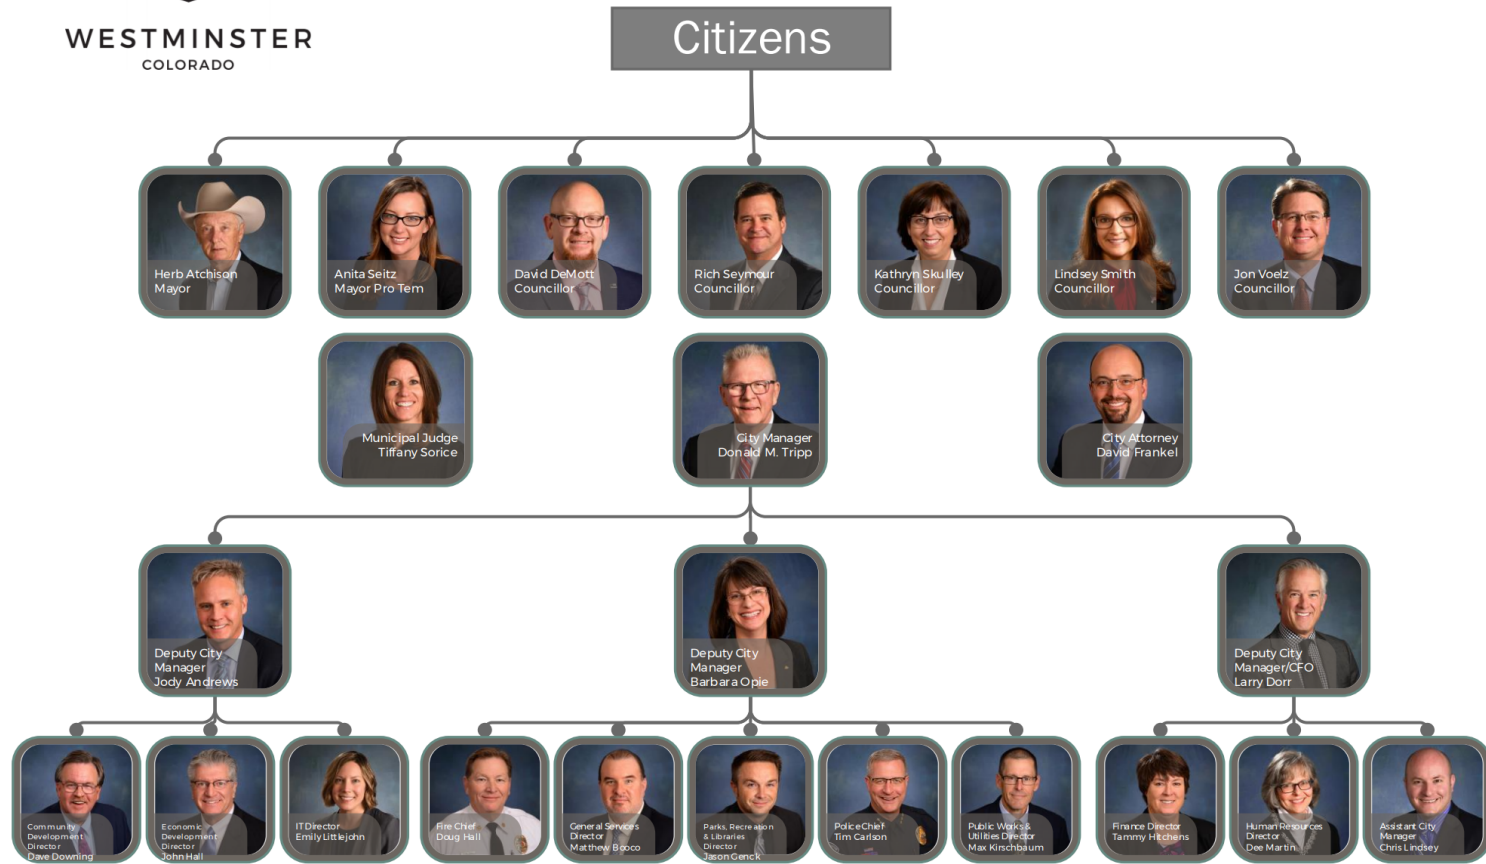 WESTMINSTER
COLORADO
Citizens
Herb Atchison
Mayor
Anita Seitz
Mayor Pro Tem
David DeMott
Councillor
Rich Seymour
Councillor
Kathryn Skulley
Councillor
Lindsey Smith
Councillor
Jon Voelz
Councillor
Municipal Judge
Tiffany Sorice
City Manager
Donald M. Tripp
City Attorney
David Frankel
Deputy City
Manager
Jody Andrews
Deputy City
Manager
Barbara Opie
Deputy City
Manager/CFO
Larry Dorr
Community
Development
Director
Dave Downing
Economic
Development
Director
John Hall
IT Director
Emily Littlejohn
Fire Chief
Doug Hall
General Services
Director
Matthew Booco
Parks, Recreation
& Libraries
Director
Jason Genck
Police Chief
Tim Carlson
Public Works &
Utilities Director
Max Kirschbaum
Finance Director
Tammy Hitchens
Human Resources
Director
Dee Martin
Assistant City
Manager
Chris Lindsey